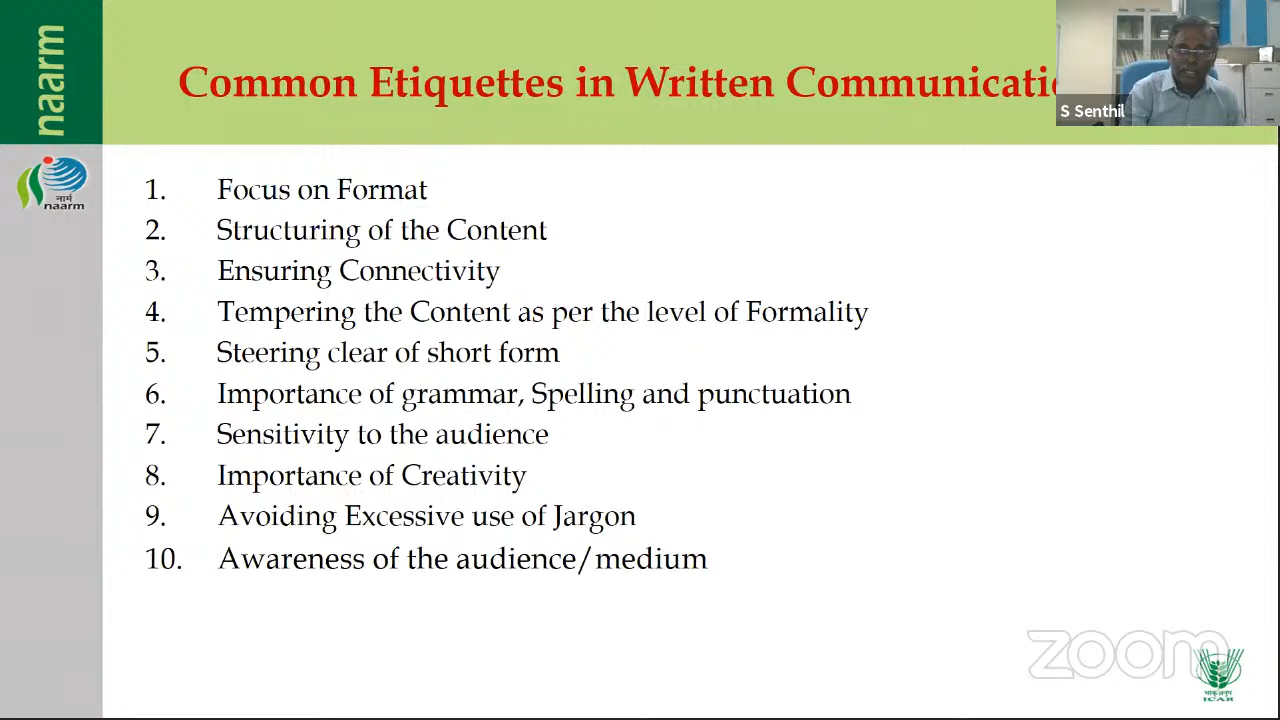 naarm
Common Etiquettes in Written Communicatio
S Senthil
नार्म
naarm
1. Focus on Format
2. Structuring of the Content
3. Ensuring Connectivity
4. Tempering the Content as per the level of Formality
5. Steering clear of short form
6. Importance of grammar, Spelling and punctuation
7. Sensitivity to the audience
8. Importance of Creativity
9. Avoiding Excessive use of Jargon
10. Awareness of the audience/medium
zoom
भाकृअनुप
ICAR